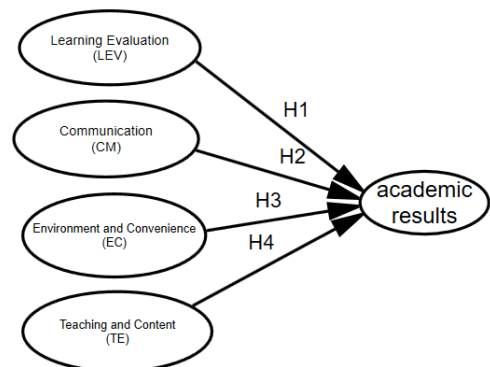 Learning Evaluation
(LEV)
H1
Communication
(CM)
H2
academic
results
Environment and Convenience
(EC)
H3
H4
Teaching and Content
(TE)